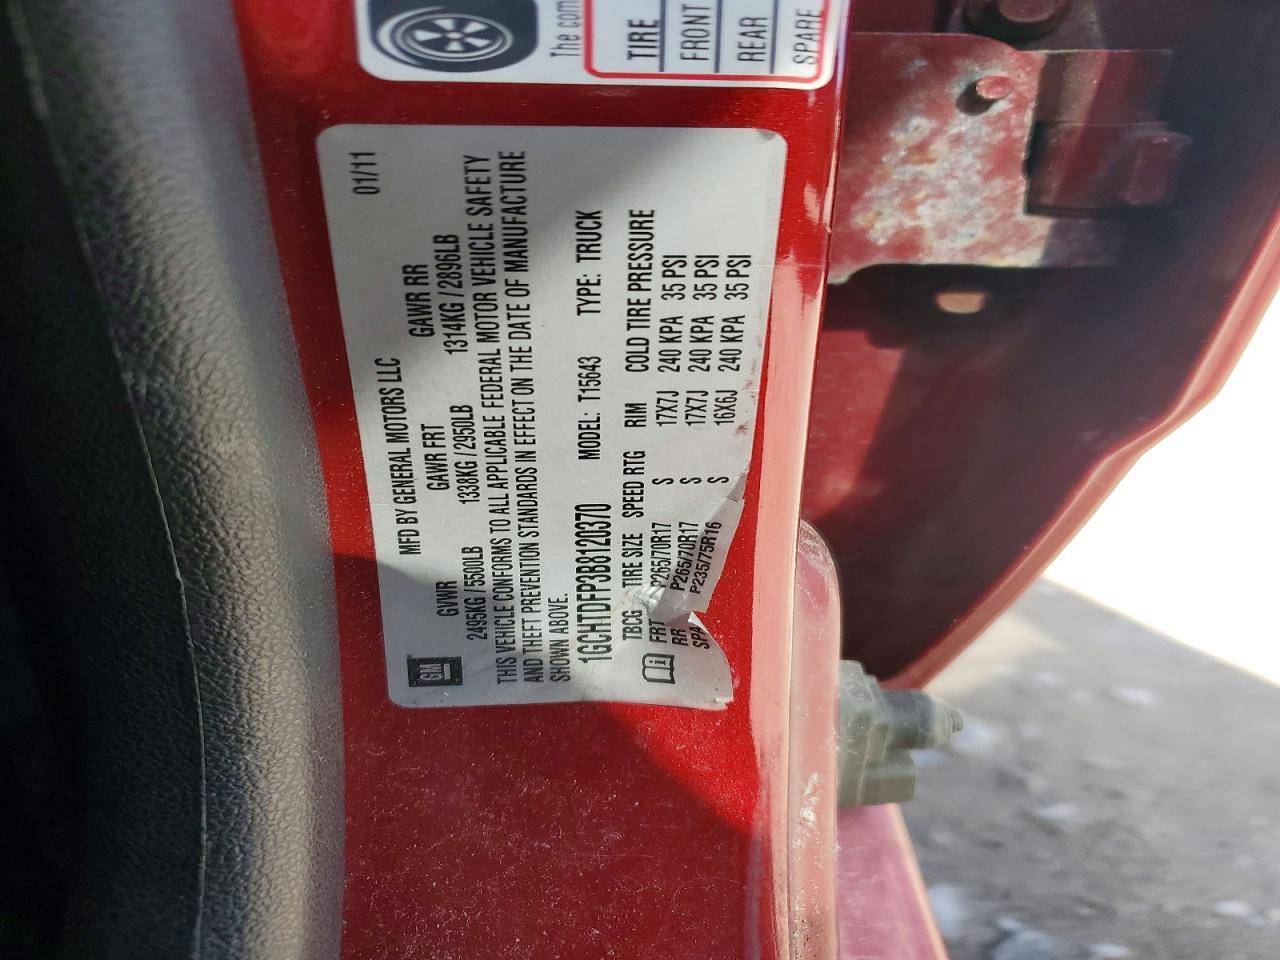 The com
TIRE
FRONT
REAR
SPARE
01/11
MFD BY GENERAL MOTORS LLC
GM
GVWR GAWR FRT GAWR RR
2495KG / 5500LB 1338KG / 2950LB 1314KG / 2896LB
THIS VEHICLE CONFORMS TO ALL APPLICABLE FEDERAL MOTOR VEHICLE SAFETY
AND THEFT PREVENTION STANDARDS IN EFFECT ON THE DATE OF MANUFACTURE
SHOWN ABOVE.
1GCHTDFP3B8120370 MODEL: T15643 TYPE: TRUCK
TBCG TIRE SIZE SPEED RTG RIM COLD TIRE PRESSURE
FRT P265/70R17 S 17X7J 240 KPA 35 PSI
RR P265/70R17 S 17X7J 240 KPA 35 PSI
SPA P235/75R16 S 16X6J 240 KPA 35 PSI